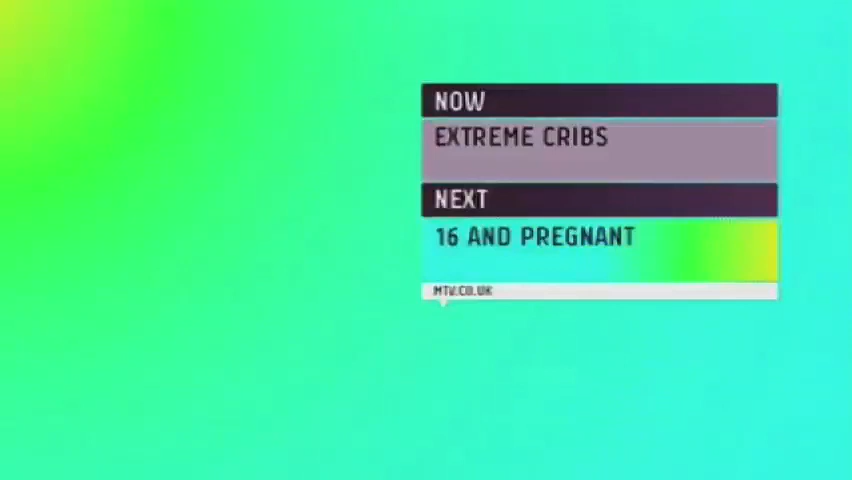 NOW
EXTREME CRIBS
NEXT
16 AND PREGNANT
MTV.CO.UK